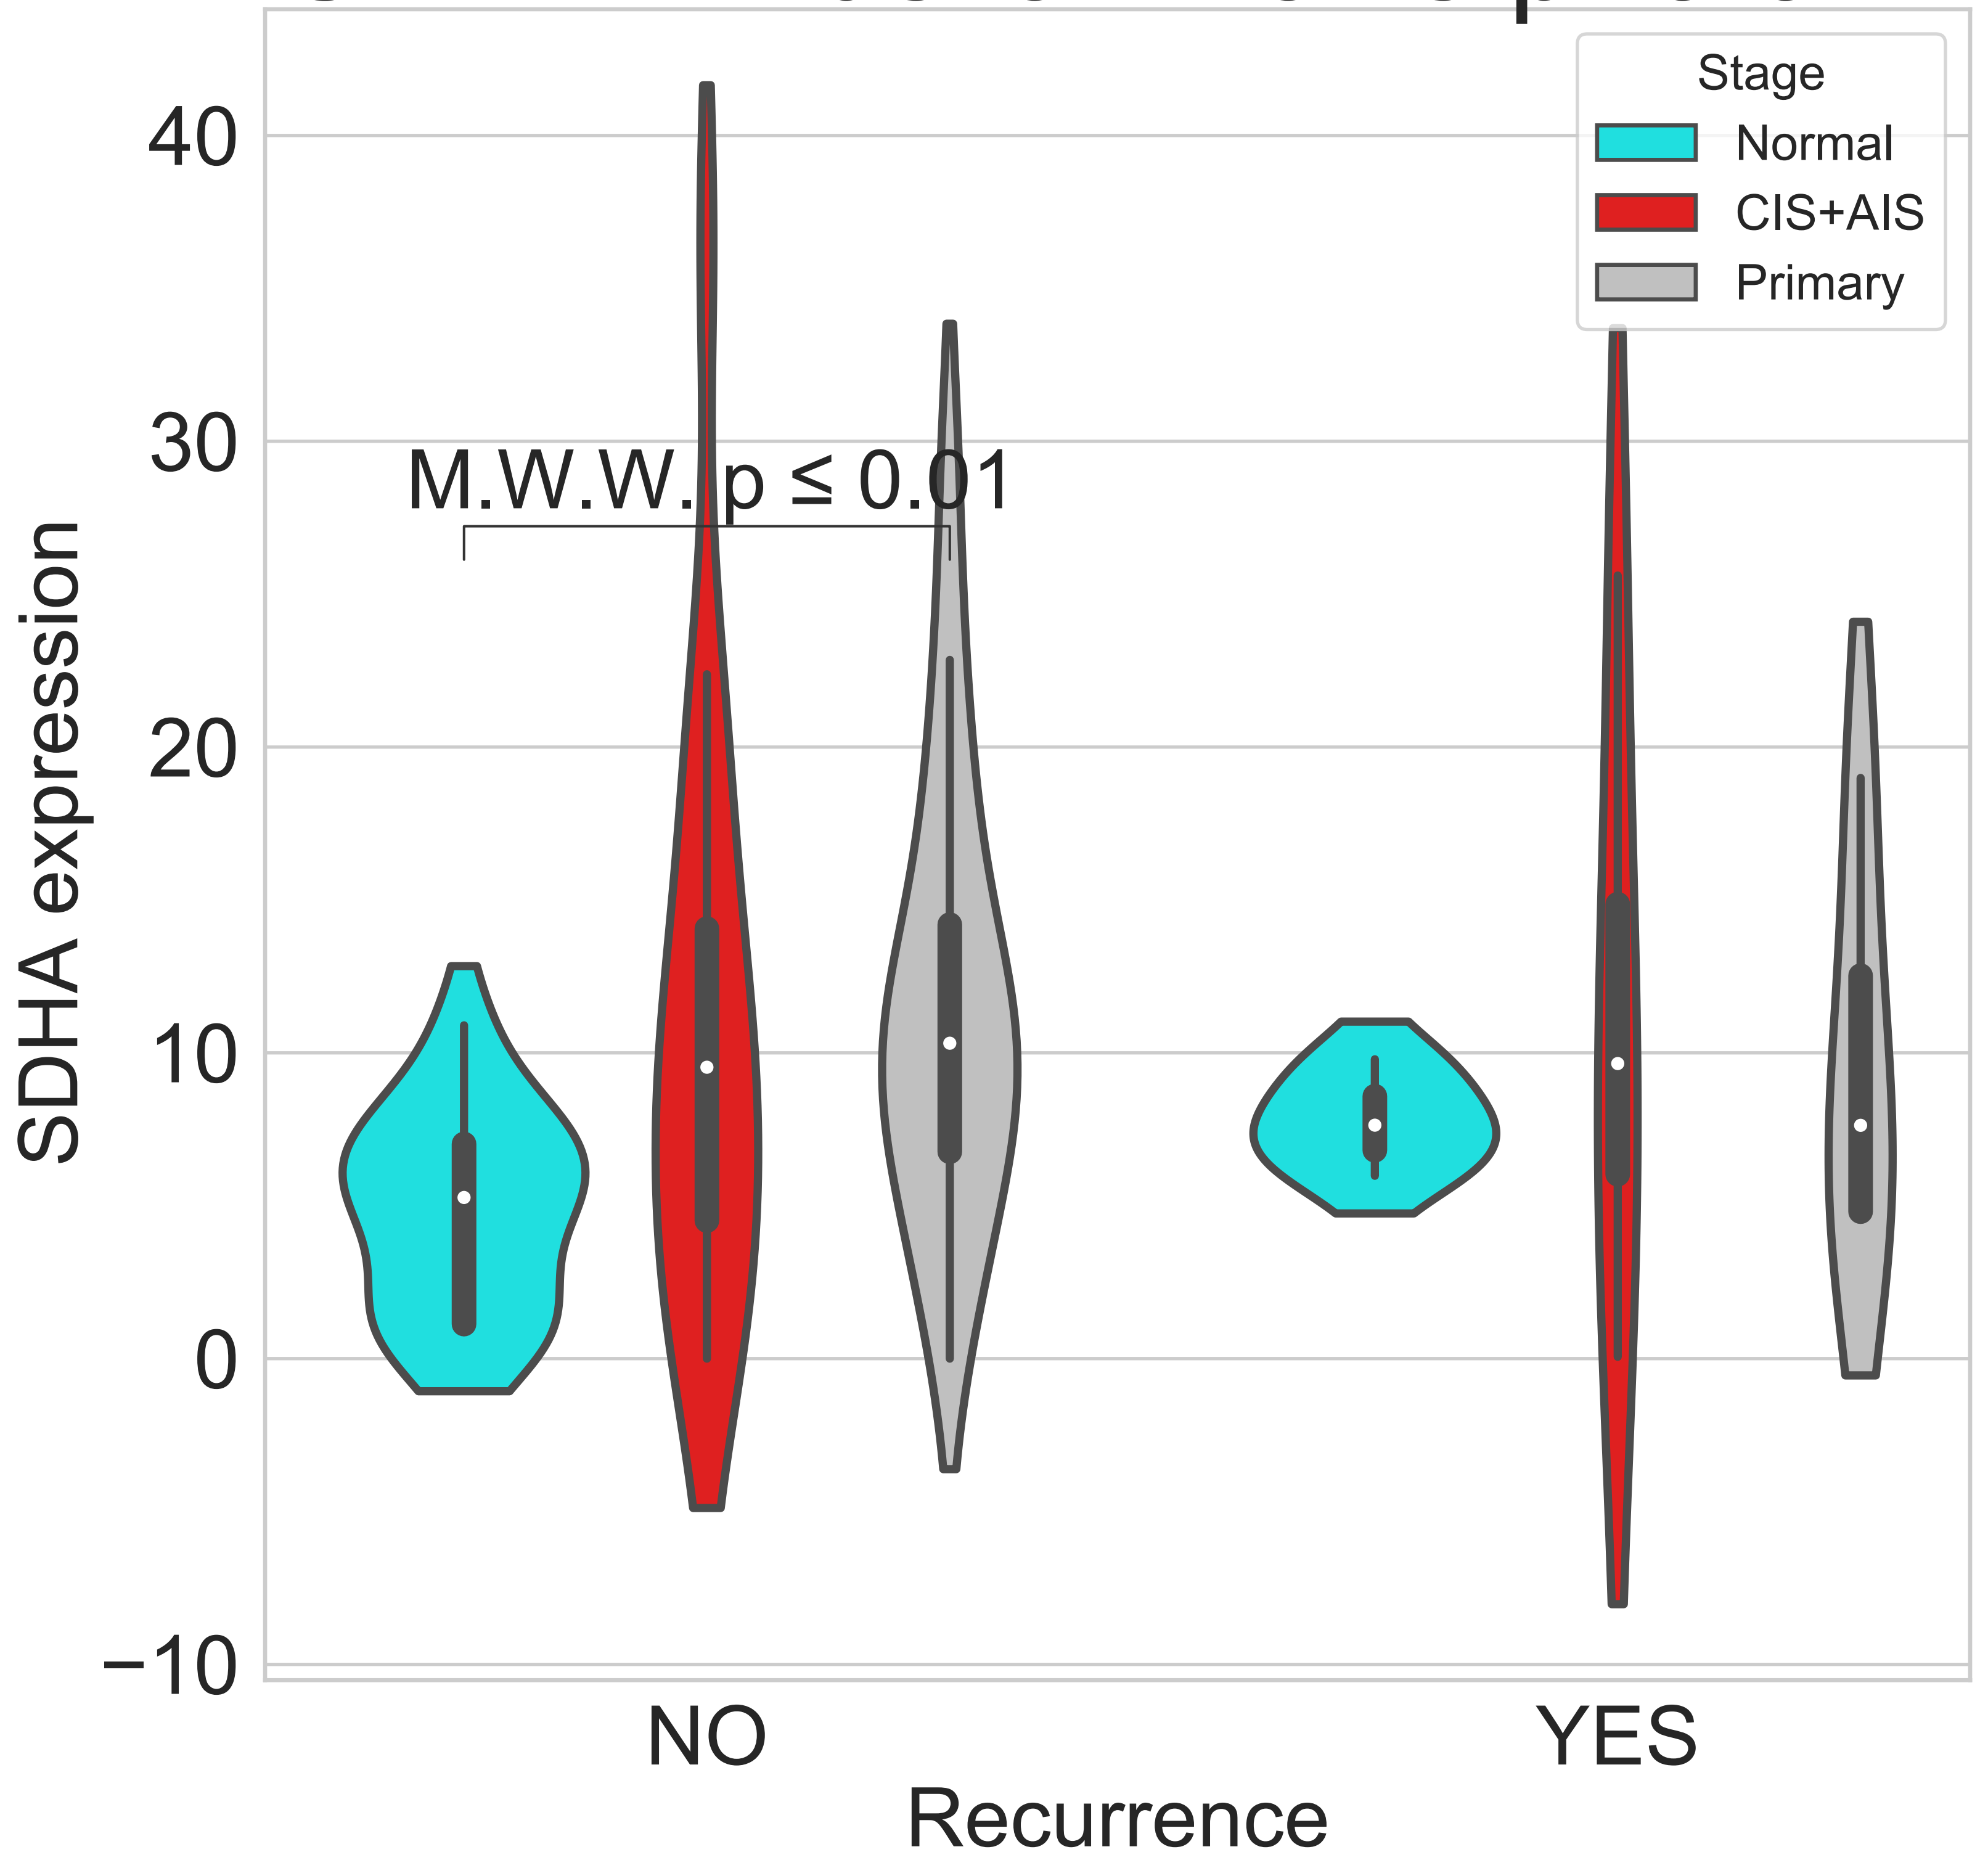 Stage
Normal
CIS+AIS
Primary
40
30
20
10
0
−10
SDHA expression
M.W.W. p ≤ 0.01
NO
YES
Recurrence